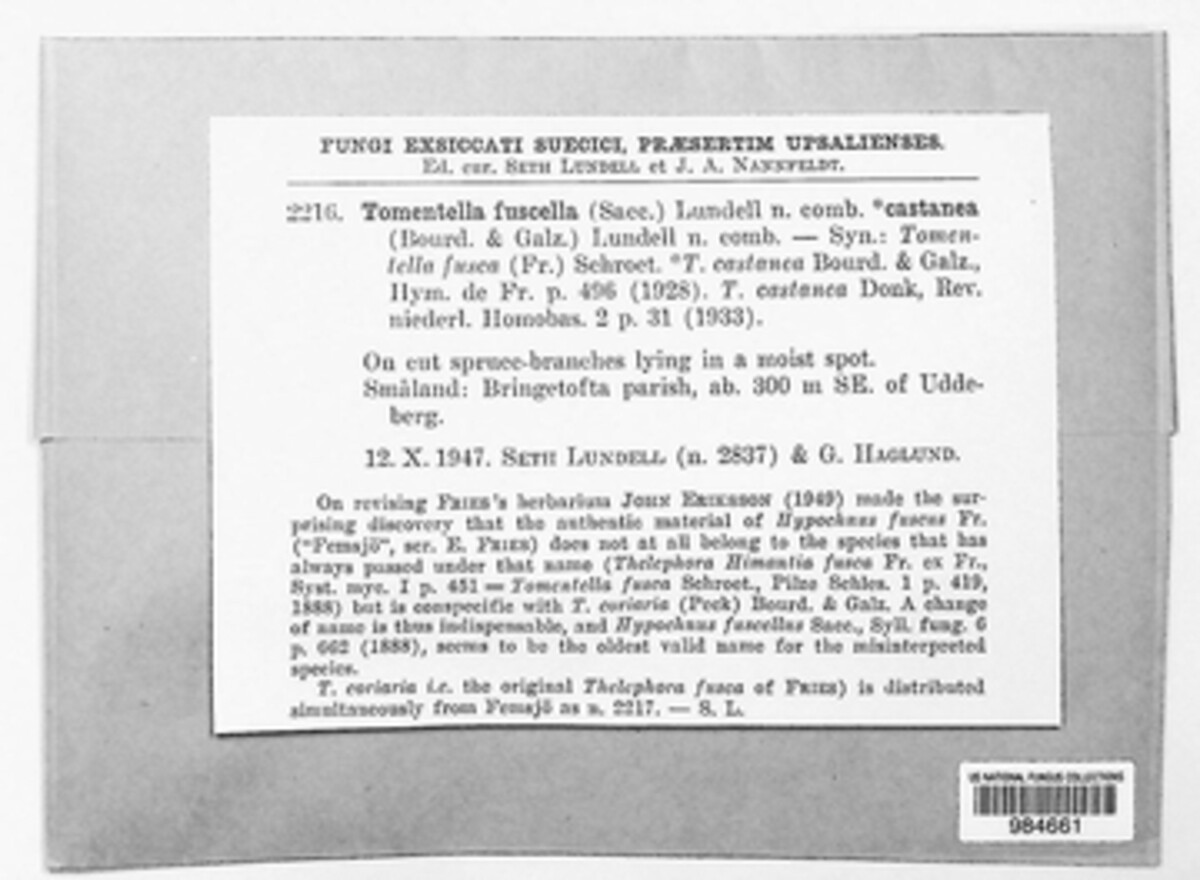 FUNGI EXSICCATI SUECICI, PRÆSERTIM UPSALIENSES.
Ed. cur. SETH LUNDELL et J. A. NANNFELDT.
2216. Tomentella fuscella (Sacc.) Lundell n. comb. *castanea
(Bourd. & Galz.) Lundell n. comb. — Syn.: Tomen-
tella fusca (Fr.) Schroet. *T. castanea Bourd. & Galz.,
Hym. de Fr. p. 496 (1928). T. castanea Donk, Rev.
niederl. Homobas. 2 p. 31 (1933).
On cut spruce-branches lying in a moist spot.
Småland: Bringetofta parish, ab. 300 m SE. of Udde-
berg.
12. X. 1947. SETH LUNDELL (n. 2837) & G. HAGLUND.
On revising FRIES's herbarium JOHN ERIKSSON (1949) made the sur-
prising discovery that the authentic material of Hypochnus fuscus Fr.
("Femsjö", scr. E. FRIES) does not at all belong to the species that has
always passed under that name (Thelephora Himantia fusca Fr. ex Fr.,
Syst. myc. I p. 451 = Tomentella fusca Schroet., Pilze Schles. 1 p. 419,
1888) but is conspecific with T. coriaria (Peck) Bourd. & Galz. A change
of name is thus indispensable, and Hypochnus fuscellus Sacc., Syll. fung. 6
p. 662 (1888), seems to be the oldest valid name for the misinterpreted
species.
T. coriaria i.e. the original Thelephora fusca of FRIES) is distributed
simultaneously from Femsjö as n. 2217. — S. L.
US NATIONAL FUNGUS COLLECTIONS
984661